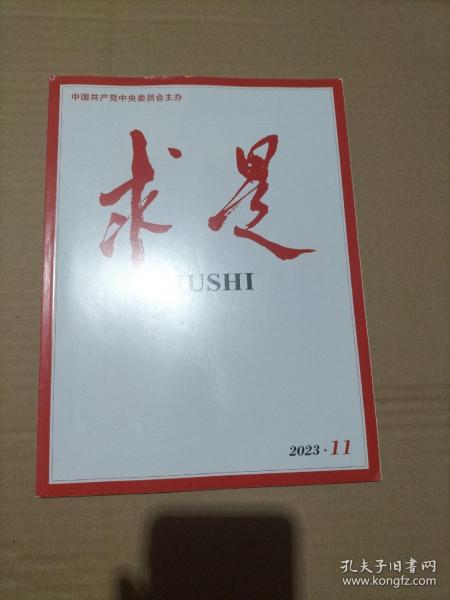 中国共产党中央委员会主办
求是
USHI
2023·11
孔夫子旧书网
www.kongfz.com